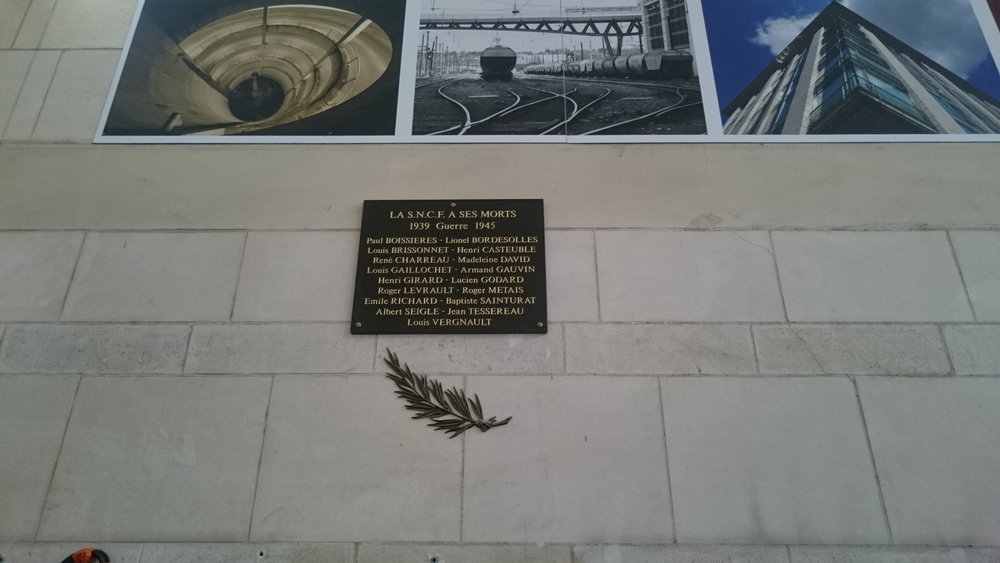 LA S.N.C.F. A SES MORTS
1939 Guerre 1945
Paul BOISSIERES - Lionel BORDESOLLES
Louis BRISSONNET - Henri CASTEUBLE
René CHARREAU - Madeleine DAVID
Louis GAILLOCHET - Armand GAUVIN
Henri GIRARD - Lucien GODARD
Roger LEVRAULT - Roger METAIS
Emile RICHARD - Baptiste SAINTURAT
Albert SEIGLE - Jean TESSEREAU
Louis VERGNAULT